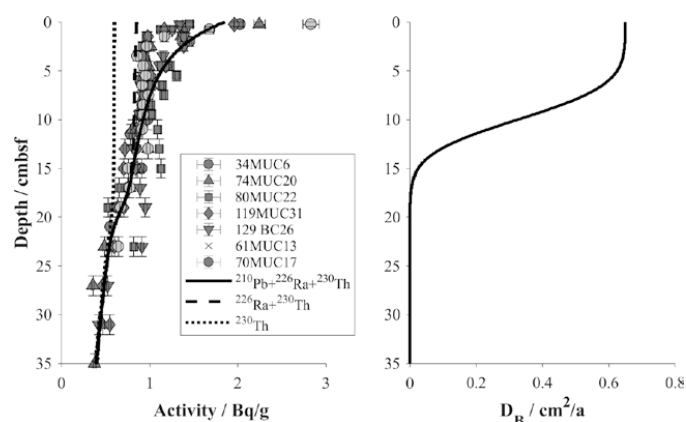 0
5
10
15
20
25
30
35
Depth / cmbsf
34MUC6
74MUC20
80MUC22
119MUC31
129 BC26
61MUC13
70MUC17
²¹⁰Pb+²²⁶Ra+²³⁰Th
²²⁶Ra+²³⁰Th
²³⁰Th
0 1 2 3
Activity / Bq/g
0
5
10
15
20
25
30
35
0 0.2 0.4 0.6 0.8
D_B / cm²/a